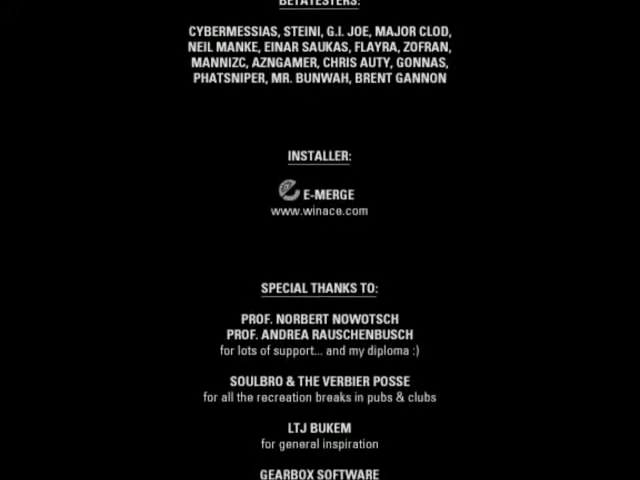 BETATESTERS:
CYBERMESSIAS, STEINI, G.I. JOE, MAJOR CLOD,
NEIL MANKE, EINAR SAUKAS, FLAYRA, ZOFRAN,
MANNIZC, AZNGAMER, CHRIS AUTY, GONNAS,
PHATSNIPER, MR. BUNWAH, BRENT GANNON
INSTALLER:
E-MERGE
www.winace.com
SPECIAL THANKS TO:
PROF. NORBERT NOWOTSCH
PROF. ANDREA RAUSCHENBUSCH
for lots of support... and my diploma :)
SOULBRO & THE VERBIER POSSE
for all the recreation breaks in pubs & clubs
LTJ BUKEM
for general inspiration
GEARBOX SOFTWARE